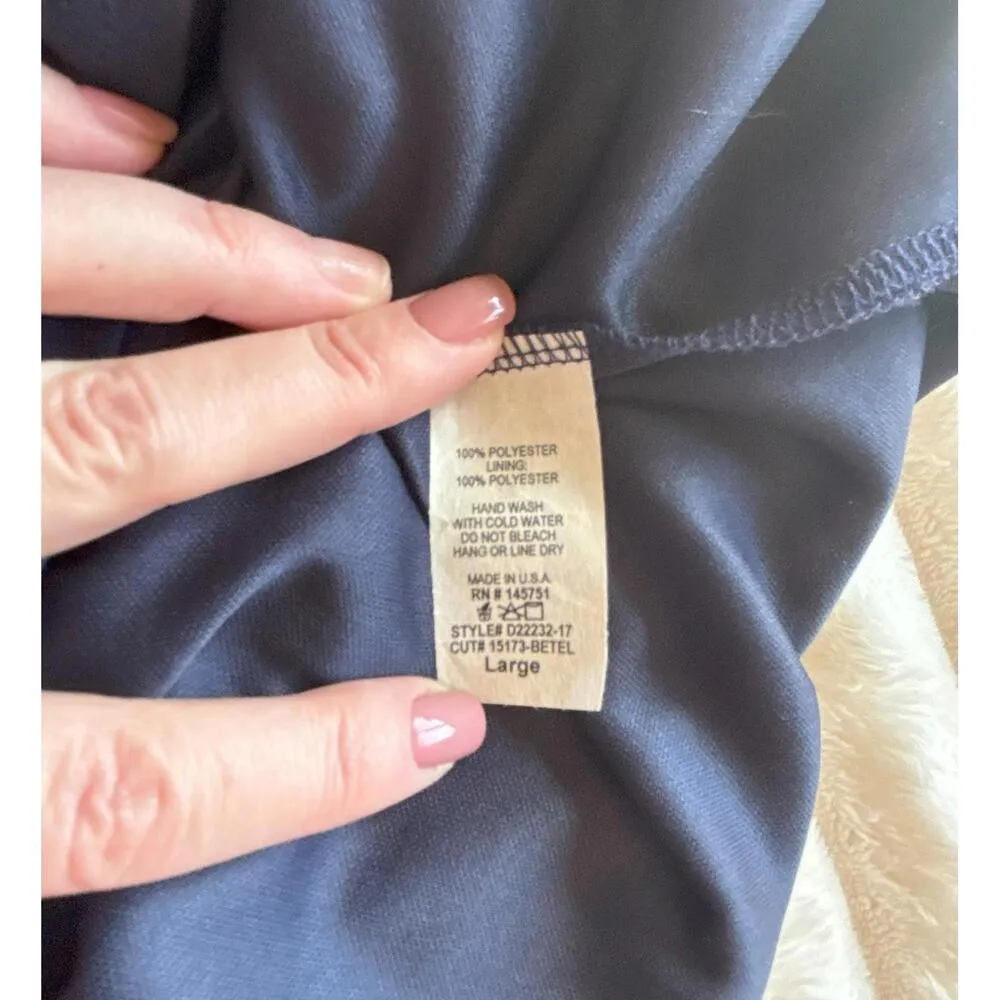 100% POLYESTER
LINING:
100% POLYESTER
HAND WASH
WITH COLD WATER
DO NOT BLEACH
HANG OR LINE DRY
MADE IN U.S.A
RN # 145751
STYLE# D22232-17
CUT# 15173-BETEL
Large